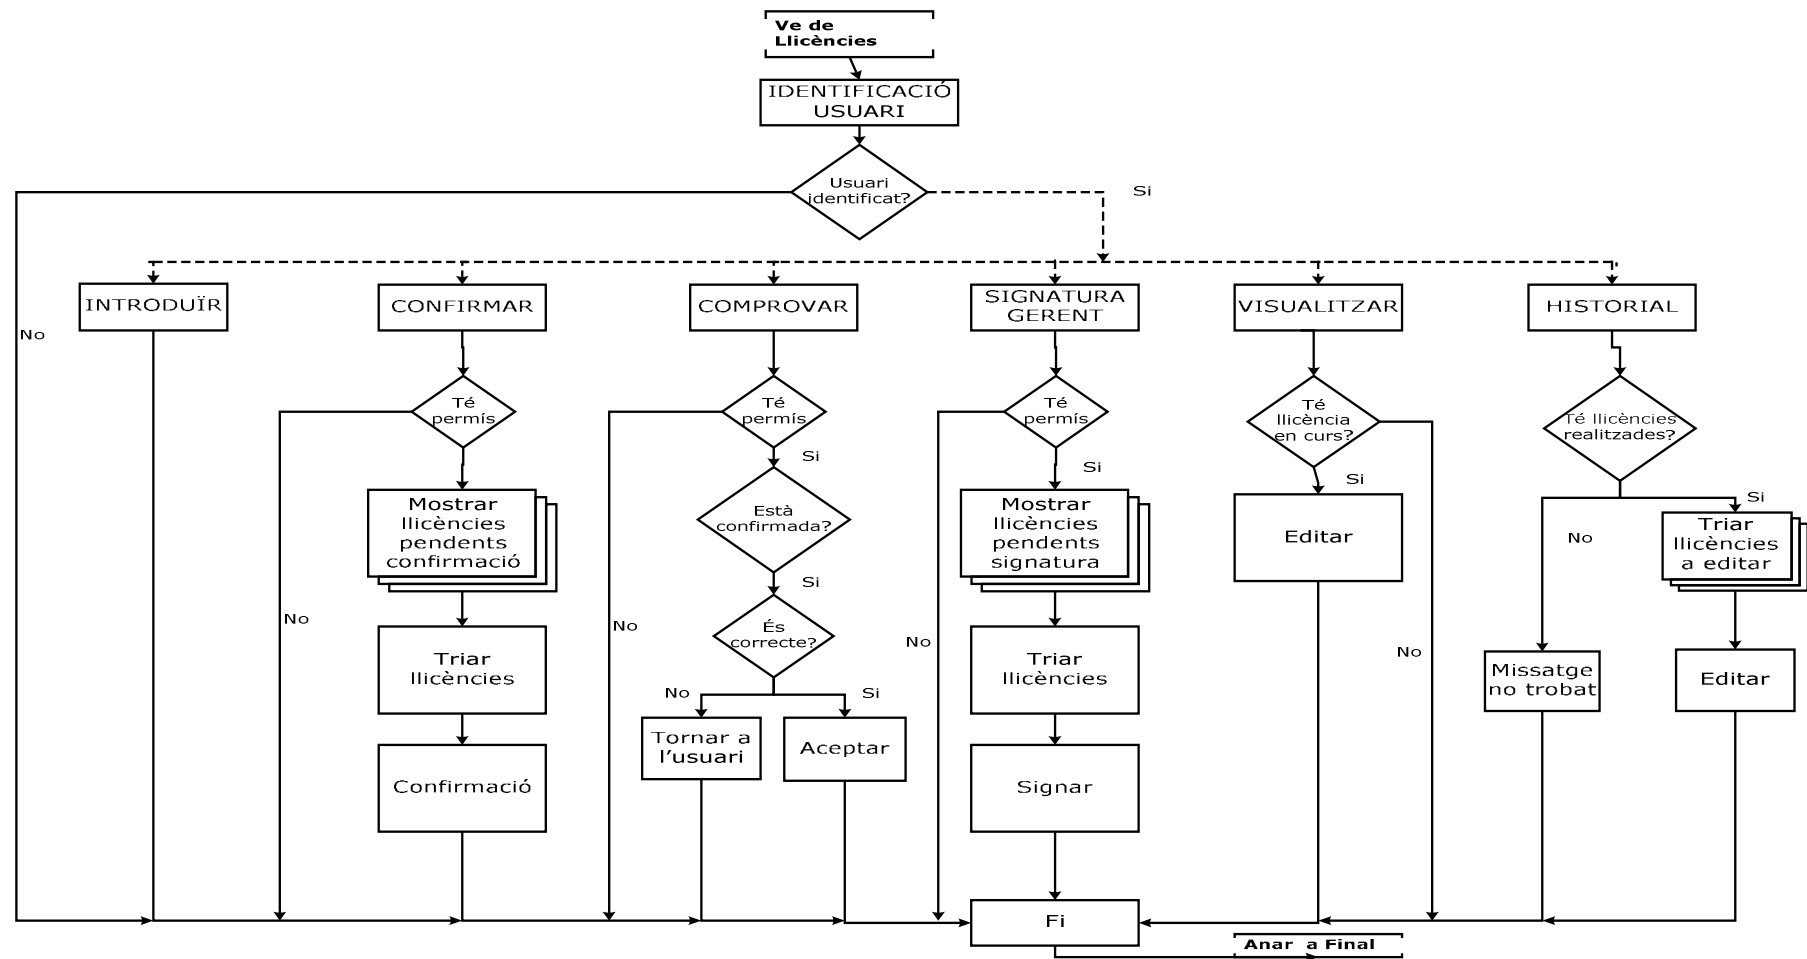 Ve de
Llicències
IDENTIFICACIÓ
USUARI
Usuari
identificat?
Si
No
INTRODUÏR
CONFIRMAR
COMPROVAR
SIGNATURA
GERENT
VISUALITZAR
HISTORIAL
Té
permís
Té
permís
Té
permís
Té
llicència
en curs?
Té llicències
realitzades?
Si
Si
Si
Si
Mostrar
llicències
pendents
confirmació
Està
confirmada?
Mostrar
llicències
pendents
signatura
Editar
No
Triar
llicències
a editar
Si
No
No
No
No
És
correcte?
Triar
llicències
Triar
llicències
Missatge
no trobat
Editar
No
Si
Tornar a
l'usuari
Aceptar
Confirmació
Signar
Fi
Anar a Final